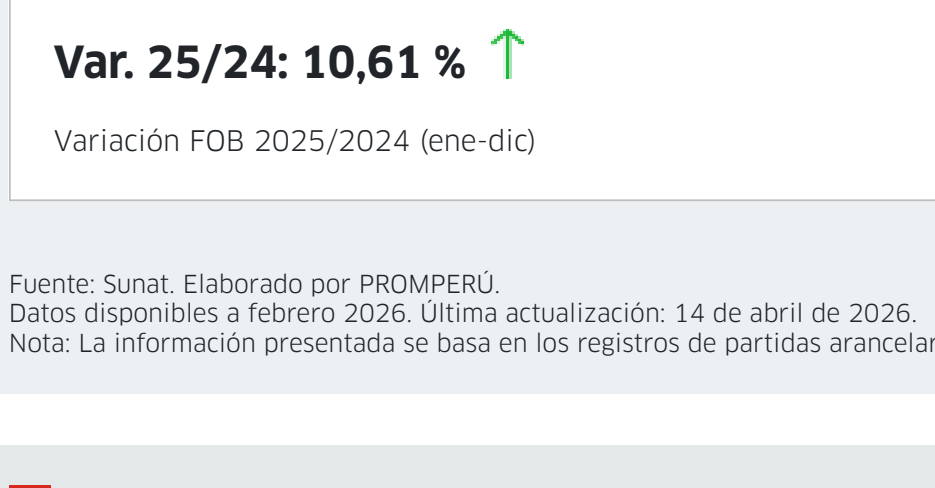 Var. 25/24: 10,61 %
Variación FOB 2025/2024 (ene-dic)
Fuente: Sunat. Elaborado por PROMPERÚ.
Datos disponibles a febrero 2026. Última actualización: 14 de abril de 2026.
Nota: La información presentada se basa en los registros de partidas